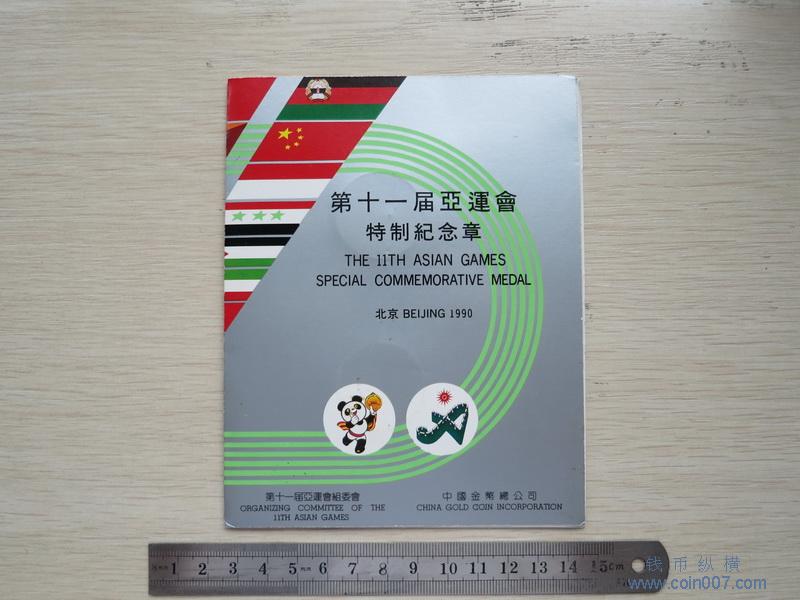 第十一届亞運會
特制紀念章
THE 11TH ASIAN GAMES
SPECIAL COMMEMORATIVE MEDAL
北京 BEIJING 1990
第十一届亞運會組委會
ORGANIZING COMMITTEE OF THE
11TH ASIAN GAMES
中國金幣總公司
CHINA GOLD COIN INCORPORATION
1 2 3 4 5 6 7 8 9 10 11 12 13 14 15cm
钱币纵横
www.coin007.com